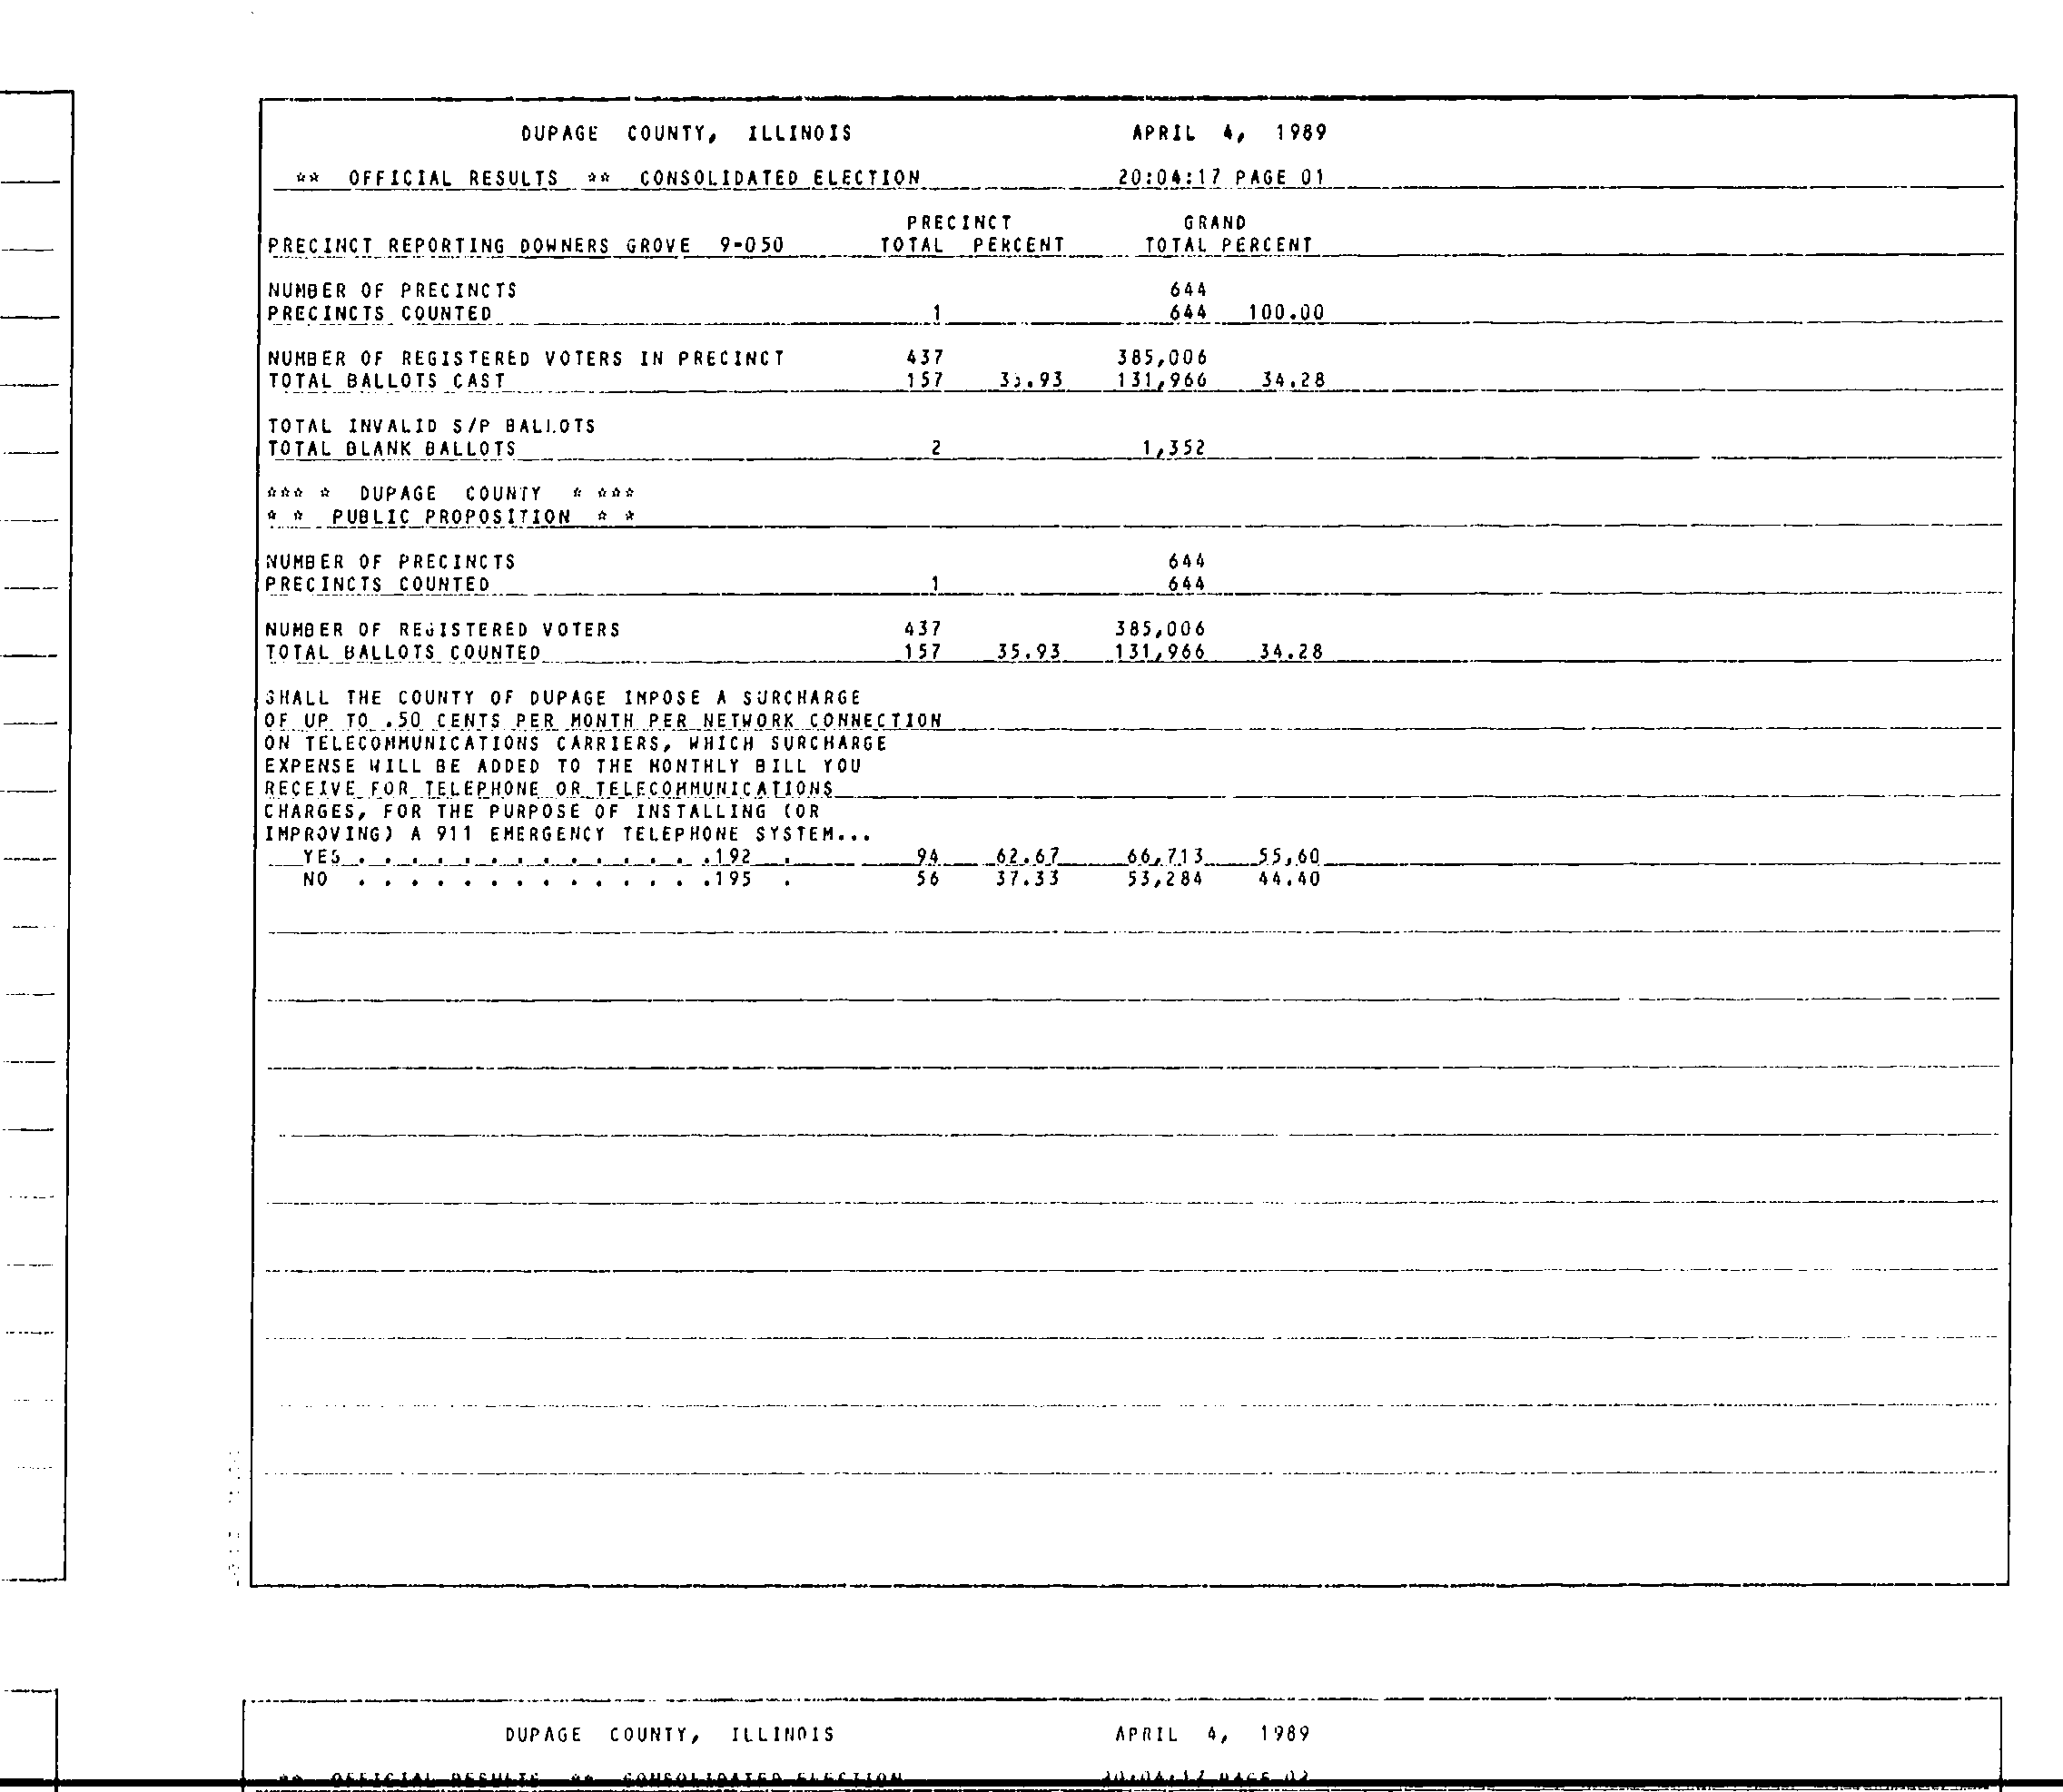 DUPAGE COUNTY, ILLINOIS APRIL 4, 1989
** OFFICIAL RESULTS ** CONSOLIDATED ELECTION 20:04:17 PAGE 01
PRECINCT GRAND
PRECINCT REPORTING DOWNERS GROVE 9-050 TOTAL PERCENT TOTAL PERCENT
NUMBER OF PRECINCTS 644
PRECINCTS COUNTED 1 644 100.00
NUMBER OF REGISTERED VOTERS IN PRECINCT 437 385,006
TOTAL BALLOTS CAST 157 35.93 131,966 34.28
TOTAL INVALID S/P BALLOTS
TOTAL BLANK BALLOTS 2 1,352
*** * DUPAGE COUNTY * ***
* * PUBLIC PROPOSITION * *
NUMBER OF PRECINCTS 644
PRECINCTS COUNTED 1 644
NUMBER OF REGISTERED VOTERS 437 385,006
TOTAL BALLOTS COUNTED 157 35.93 131,966 34.28
SHALL THE COUNTY OF DUPAGE IMPOSE A SURCHARGE
OF UP TO .50 CENTS PER MONTH PER NETWORK CONNECTION
ON TELECOMMUNICATIONS CARRIERS, WHICH SURCHARGE
EXPENSE WILL BE ADDED TO THE MONTHLY BILL YOU
RECEIVE FOR TELEPHONE OR TELECOMMUNICATIONS
CHARGES, FOR THE PURPOSE OF INSTALLING (OR
IMPROVING) A 911 EMERGENCY TELEPHONE SYSTEM...
YES . . . . . . . . . . . . . .192 . 94 62.67 66,713 55.60
NO . . . . . . . . . . . . . .195 . 56 37.33 53,284 44.40
DUPAGE COUNTY, ILLINOIS APRIL 4, 1989
** OFFICIAL RESULTS ** CONSOLIDATED ELECTION 20:04:17 PAGE 02